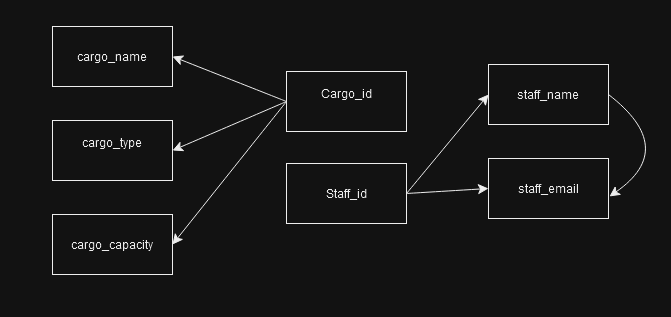 cargo_name
cargo_type
cargo_capacity
Cargo_id
Staff_id
staff_name
staff_email